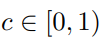 c ∈ [0, 1)